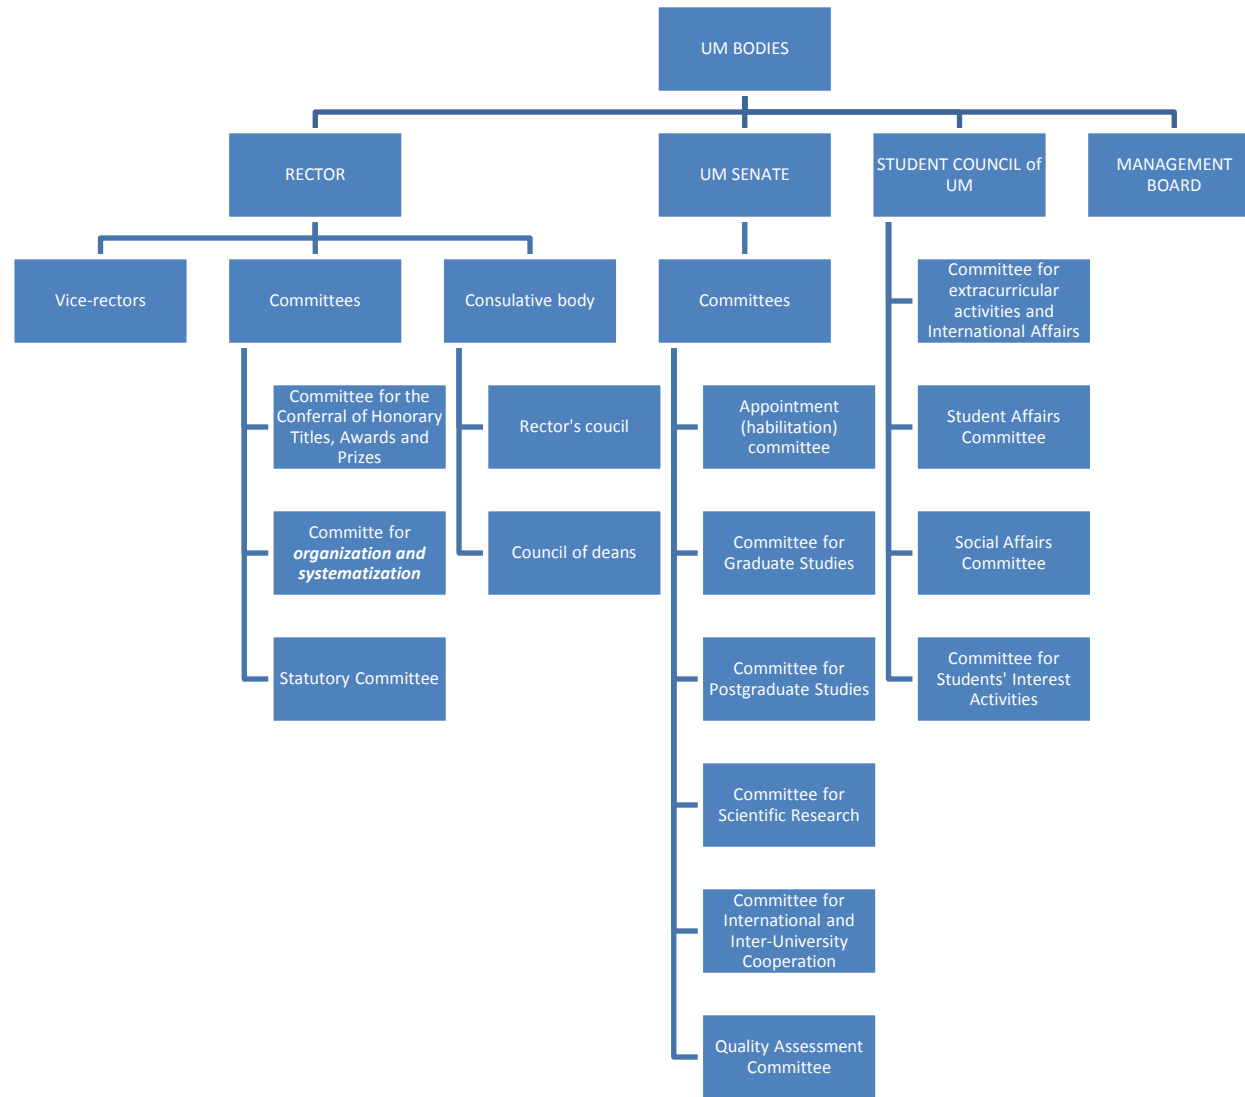 UM BODIES
RECTOR
UM SENATE
STUDENT COUNCIL of
UM
MANAGEMENT
BOARD
Vice-rectors
Committees
Consulative body
Committees
Committee for
extracurricular
activities and
International Affairs
Committee for the
Conferral of Honorary
Titles, Awards and
Prizes
Rector's coucil
Appointment
(habilitation)
committee
Student Affairs
Committee
Committe for
organization and
systematization
Council of deans
Committee for
Graduate Studies
Social Affairs
Committee
Statutory Committee
Committee for
Postgraduate Studies
Committee for
Students' Interest
Activities
Committee for
Scientific Research
Committee for
International and
Inter-University
Cooperation
Quality Assessment
Committee